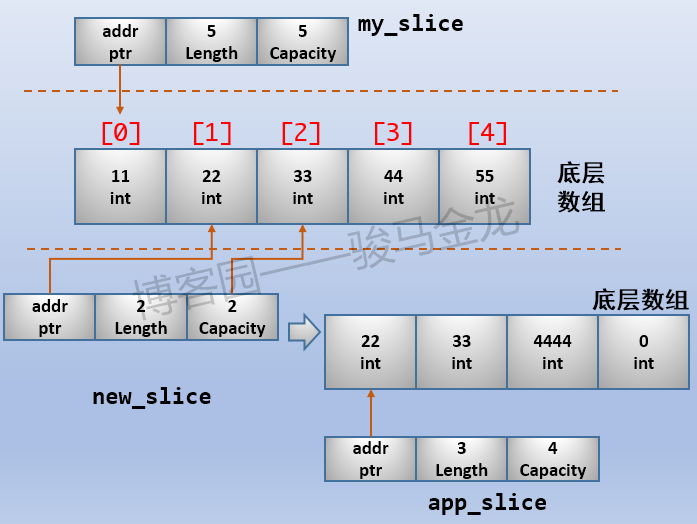 addr ptr
5 Length
5 Capacity
my_slice
[0] [1] [2] [3] [4]
11 int
22 int
33 int
44 int
55 int
底层
数组
博客园——骏马金龙
addr ptr
2 Length
2 Capacity
new_slice
底层数组
22 int
33 int
4444 int
0 int
addr ptr
3 Length
4 Capacity
app_slice